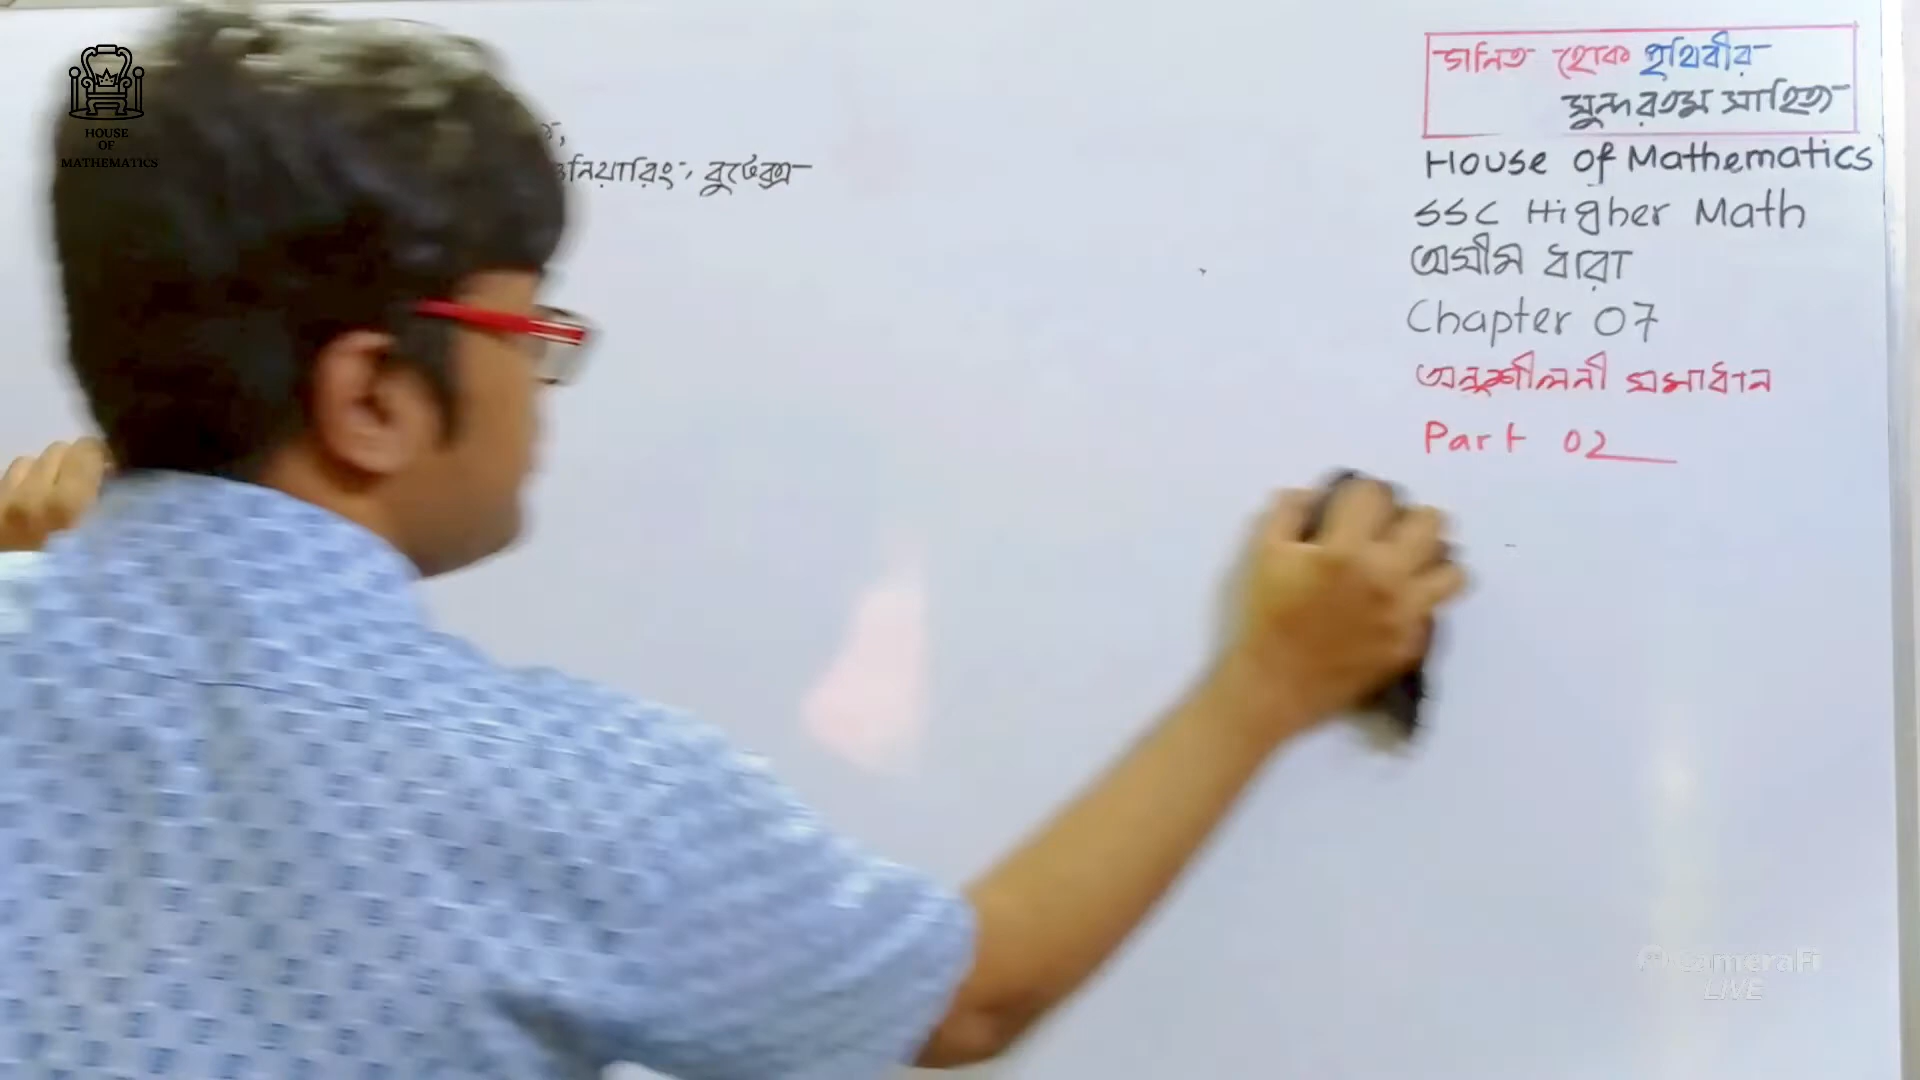 HOUSE
OF
MATHEMATICS
নিয়ারিং, বুটেক্স
গনিত হোক পৃথিবীর
সুন্দরতম সাহিত্য
House of Mathematics
SSC Higher Math
অসীম ধারা
Chapter 07
অনুশীলনী সমাধান
Part 02
CameraFi
LIVE